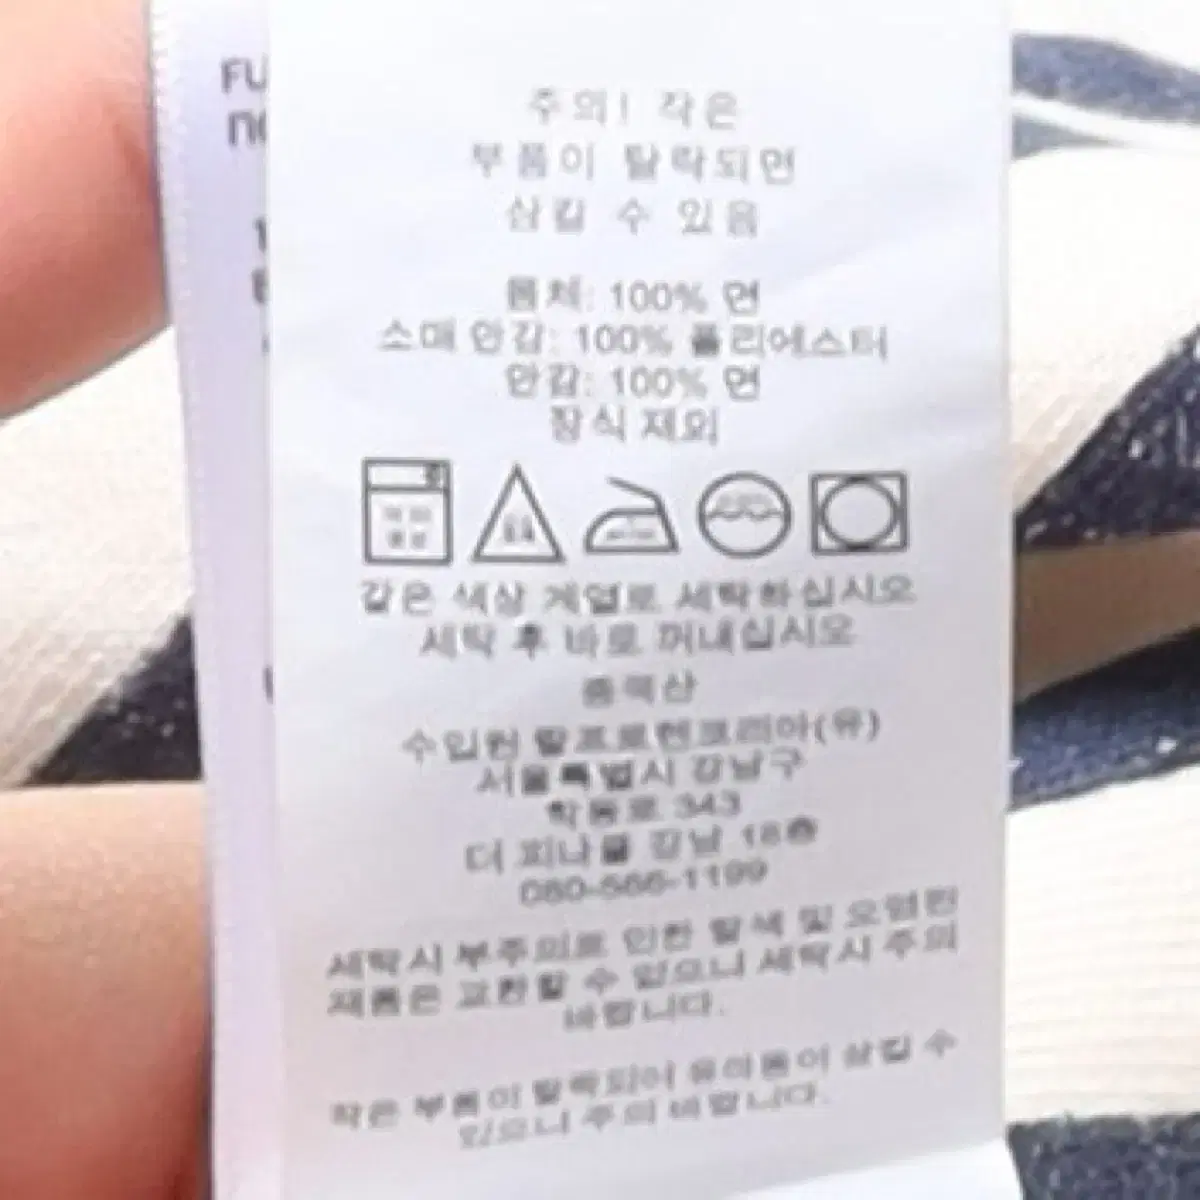 FU
주의! 작은
부품이 탈락되면
삼킬 수 있음
몸체: 100% 면
소매 안감: 100% 폴리에스터
안감: 100% 면
장식 제외
같은 색상 계열로 세탁하십시오
세탁 후 바로 꺼내십시오
중국산
수입원 랄프로렌코리아(유)
서울특별시 강남구
학동로 343
더 피나클 강남 18층
080-566-1199
세탁시 부주의로 인한 탈색 및 오염된
제품은 교환할 수 없으니 세탁시 주의
바랍니다.
작은 부품이 탈락되어 유아동이 삼킬 수
있으니 주의 바랍니다.